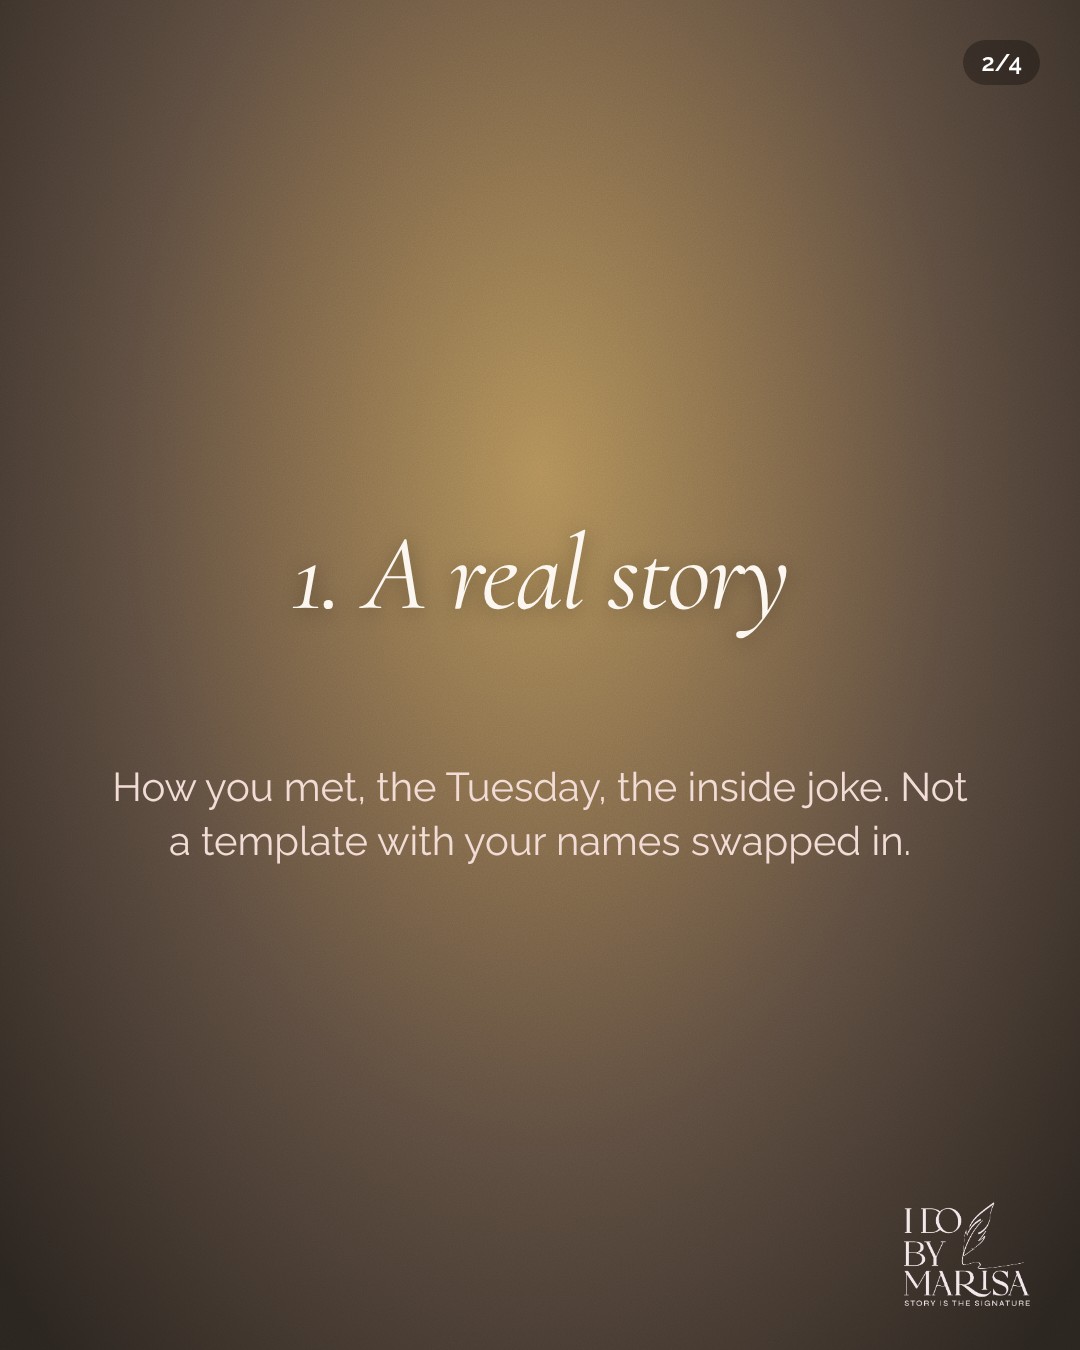 2/4
1. A real story
How you met, the Tuesday, the inside joke. Not
a template with your names swapped in.
I DO
BY
MARISA
STORY IS THE SIGNATURE